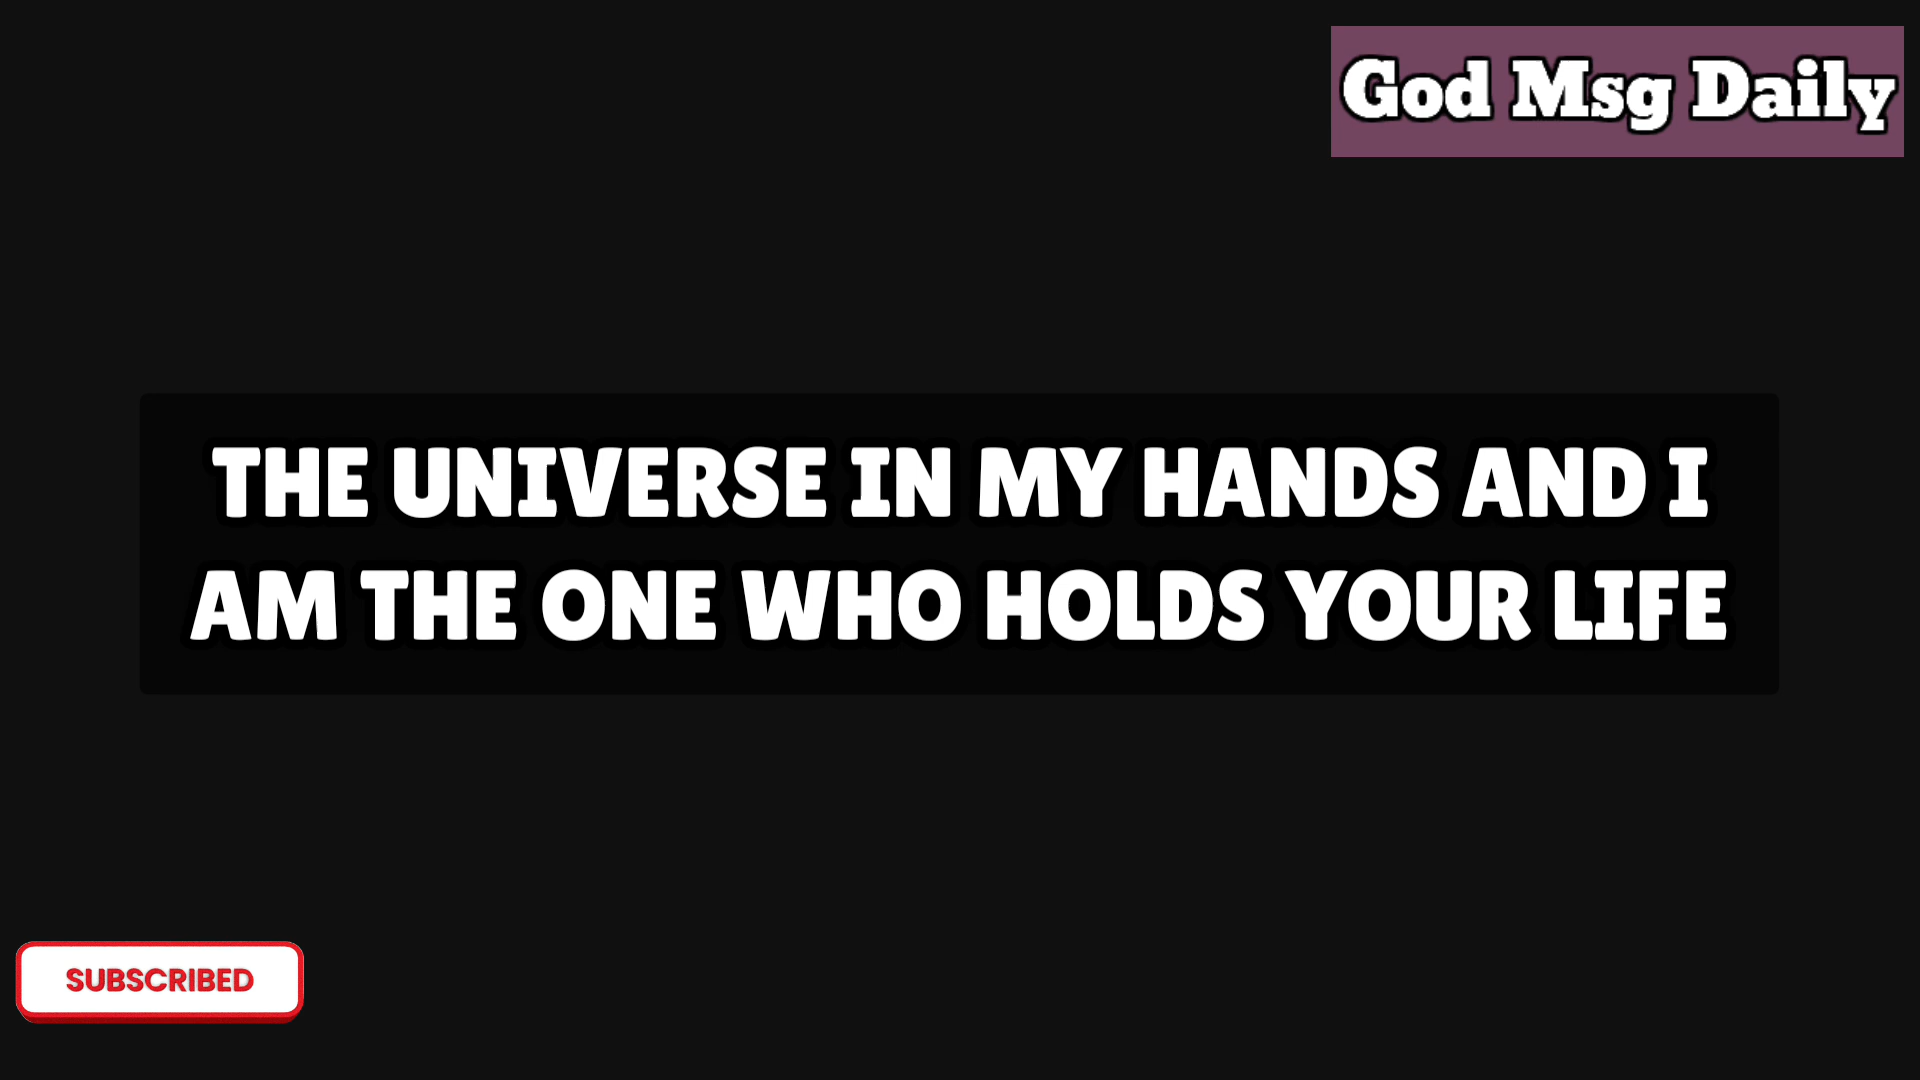 God Msg Daily
THE UNIVERSE IN MY HANDS AND I
AM THE ONE WHO HOLDS YOUR LIFE
SUBSCRIBED